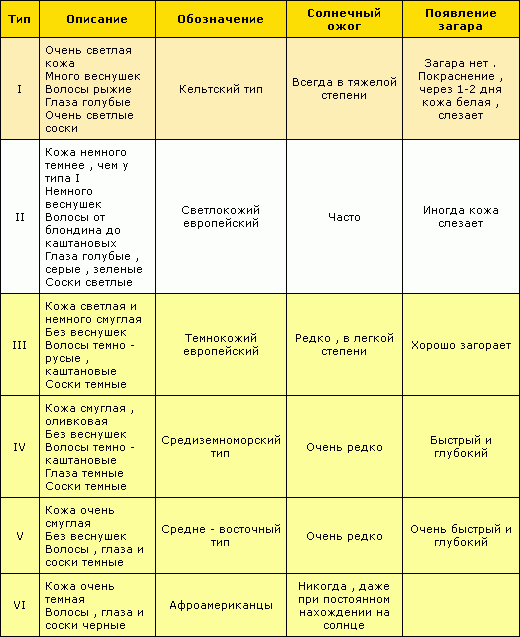 Тип
Описание
Обозначение
Солнечный
ожог
Появление
загара
I
Очень светлая
кожа
Много веснушек
Волосы рыжие
Глаза голубые
Очень светлые
соски
Кельтский тип
Всегда в тяжелой
степени
Загара нет .
Покраснение ,
через 1-2 дня
кожа белая ,
слезает
II
Кожа немного
темнее , чем у
типа I
Немного
веснушек
Волосы от
блондина до
каштановых
Глаза голубые ,
серые , зеленые
Соски светлые
Светлокожий
европейский
Часто
Иногда кожа
слезает
III
Кожа светлая и
немного смуглая
Без веснушек
Волосы темно -
русые ,
каштановые
Соски темные
Темнокожий
европейский
Редко , в легкой
степени
Хорошо загорает
IV
Кожа смуглая ,
оливковая
Без веснушек
Волосы темно -
каштановые
Глаза темные
Соски темные
Средиземноморский
тип
Очень редко
Быстрый и
глубокий
V
Кожа очень
смуглая
Без веснушек
Волосы , глаза и
соски темные
Средне - восточный
тип
Очень редко
Очень быстрый и
глубокий
VI
Кожа очень
темная
Волосы , глаза и
соски черные
Афроамериканцы
Никогда , даже
при постоянном
нахождении на
солнце